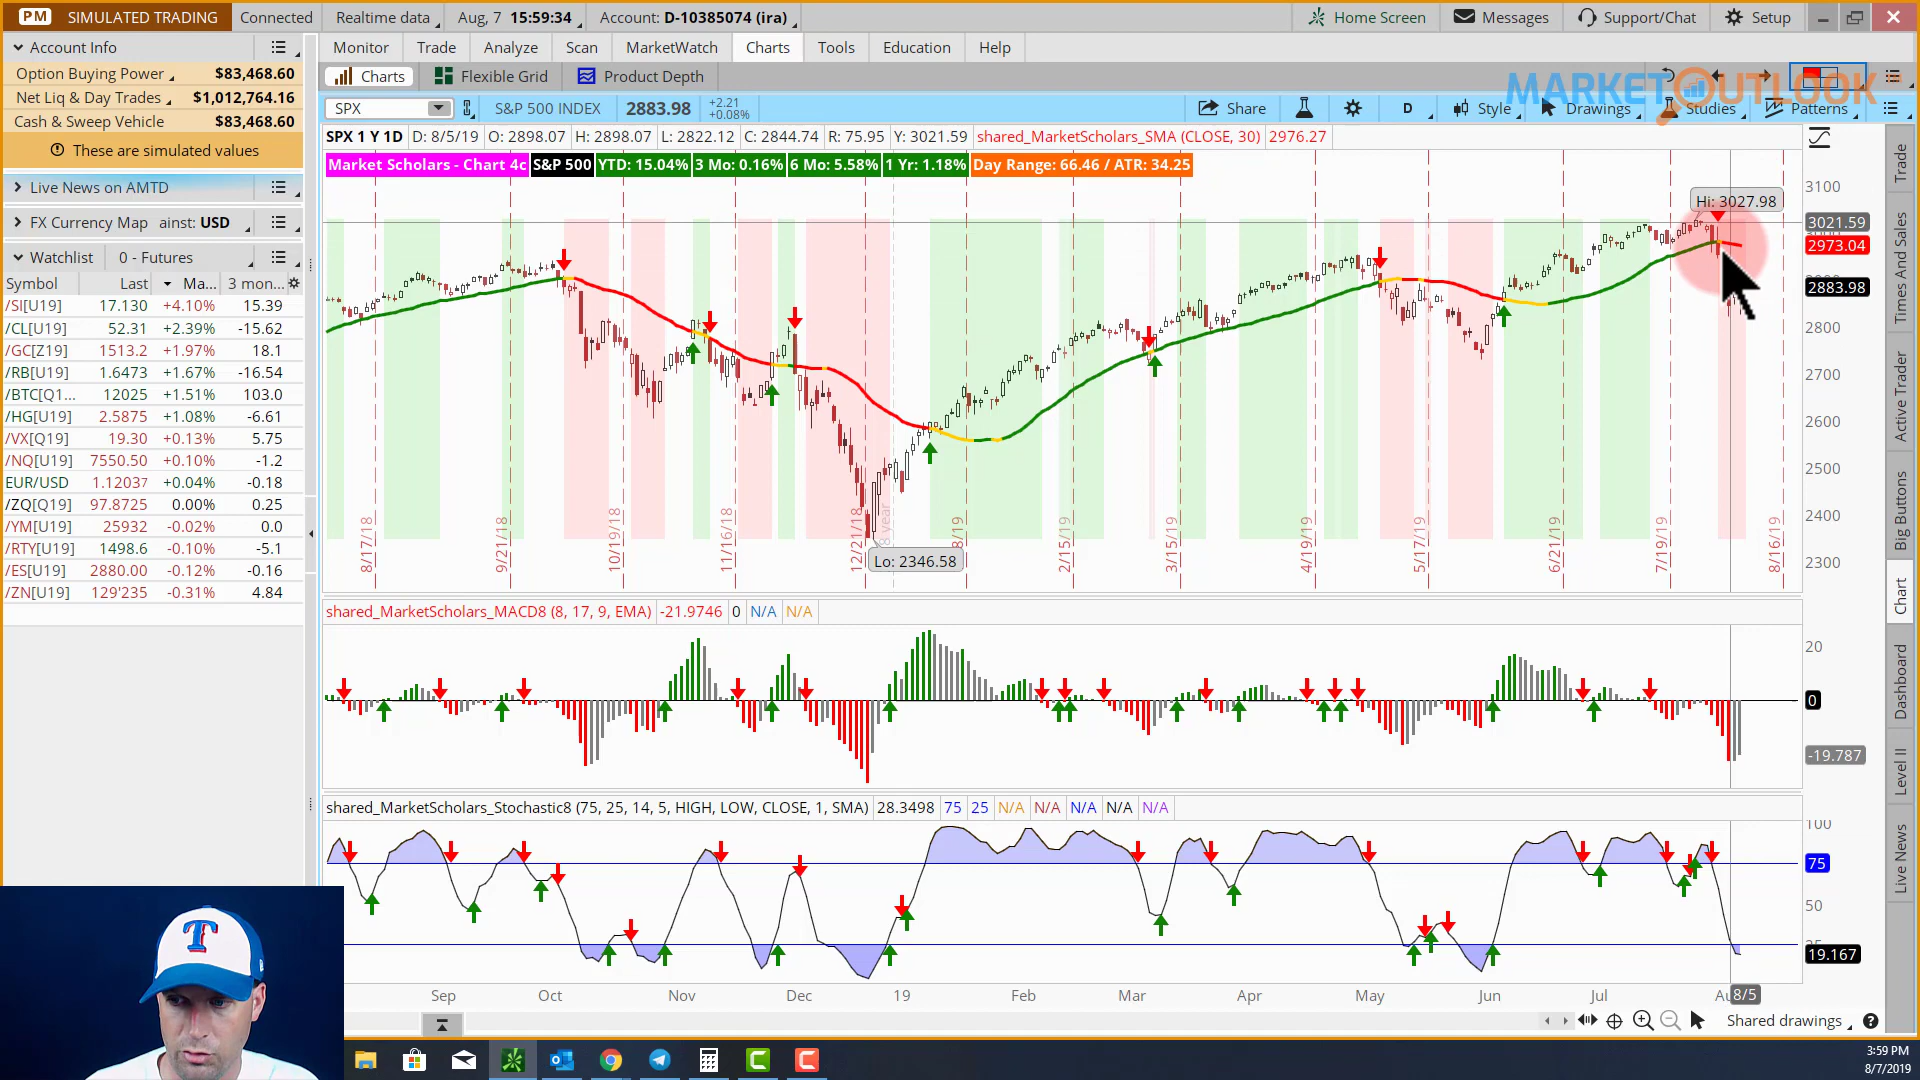 PM SIMULATED TRADING Connected Realtime data Aug, 7 15:59:34 Account: D-10385074 (ira) Home Screen Messages Support/Chat Setup
Account Info
Option Buying Power $83,468.60
Net Liq & Day Trades $1,012,764.16
Cash & Sweep Vehicle $83,468.60
These are simulated values
Live News on AMTD
FX Currency Map ainst: USD
Watchlist 0 - Futures
Symbol Last Ma... 3 mon...
/SI[U19] 17.130 +4.10% 15.39
/CL[U19] 52.31 +2.39% -15.62
/GC[Z19] 1513.2 +1.97% 18.1
/RB[U19] 1.6473 +1.67% -16.54
/BTC[Q1... 12025 +1.51% 103.0
/HG[U19] 2.5875 +1.08% -6.61
/VX[Q19] 19.30 +0.13% 5.75
/NQ[U19] 7550.50 +0.10% -1.2
EUR/USD 1.12037 +0.04% -0.18
/ZQ[Q19] 97.8725 0.00% 0.25
/YM[U19] 25932 -0.02% 0.0
/RTY[U19] 1498.6 -0.10% -5.1
/ES[U19] 2880.00 -0.12% -0.16
/ZN[U19] 129'235 -0.31% 4.84
Monitor Trade Analyze Scan MarketWatch Charts Tools Education Help
Charts Flexible Grid Product Depth
MARKETOUTLOOK
SPX S&P 500 INDEX 2883.98 +2.21 +0.08% Share D Style Drawings Studies Patterns
SPX 1 Y 1D D: 8/5/19 O: 2898.07 H: 2898.07 L: 2822.12 C: 2844.74 R: 75.95 Y: 3021.59 shared_MarketScholars_SMA (CLOSE, 30) 2976.27
Market Scholars - Chart 4c S&P 500 YTD: 15.04% 3 Mo: 0.16% 6 Mo: 5.58% 1 Yr: 1.18% Day Range: 66.46 / ATR: 34.25
Hi: 3027.98
3100
3021.59
2973.04
2883.98
2800
2700
2600
2500
2400
2300
8/17/18 9/21/18 10/19/18 11/16/18 12/21/18 year 8/19 2/15/19 3/15/19 4/19/19 5/17/19 6/21/19 7/19/19 8/16/19
Lo: 2346.58
shared_MarketScholars_MACD8 (8, 17, 9, EMA) -21.9746 0 N/A N/A
20
0
-19.787
shared_MarketScholars_Stochastic8 (75, 25, 14, 5, HIGH, LOW, CLOSE, 1, SMA) 28.3498 75 25 N/A N/A N/A N/A N/A
100
75
50
19.167
Sep Oct Nov Dec 19 Feb Mar Apr May Jun Jul 8/5
Shared drawings
Trade
Times And Sales
Active Trader
Big Buttons
Chart
Dashboard
Level II
Live News
T
3:59 PM
8/7/2019